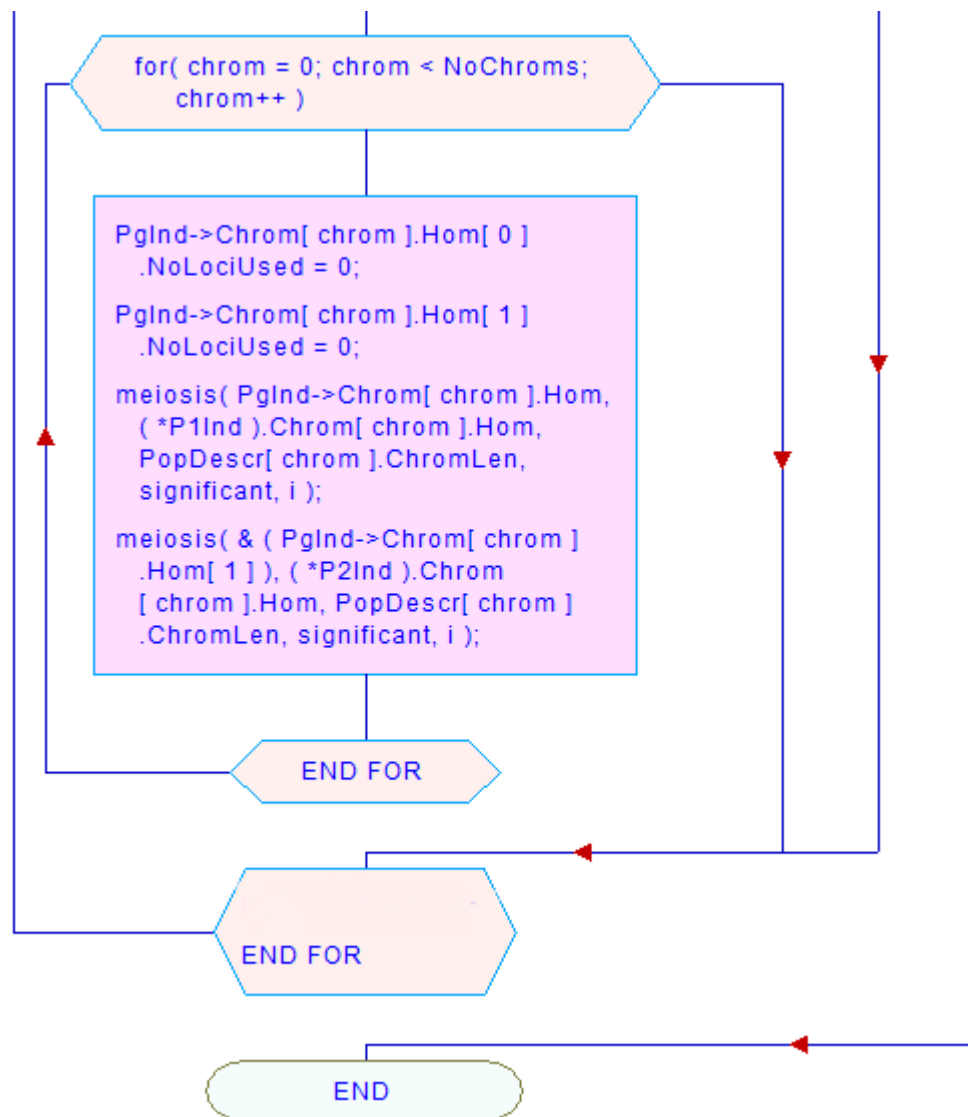 for( chrom = 0; chrom < NoChroms;
chrom++ )
PgInd->Chrom[ chrom ].Hom[ 0 ]
.NoLociUsed = 0;
PgInd->Chrom[ chrom ].Hom[ 1 ]
.NoLociUsed = 0;
meiosis( PgInd->Chrom[ chrom ].Hom,
( *P1Ind ).Chrom[ chrom ].Hom,
PopDescr[ chrom ].ChromLen,
significant, i );
meiosis( & ( PgInd->Chrom[ chrom ]
.Hom[ 1 ] ), ( *P2Ind ).Chrom
[ chrom ].Hom, PopDescr[ chrom ]
.ChromLen, significant, i );
END FOR
END FOR
END